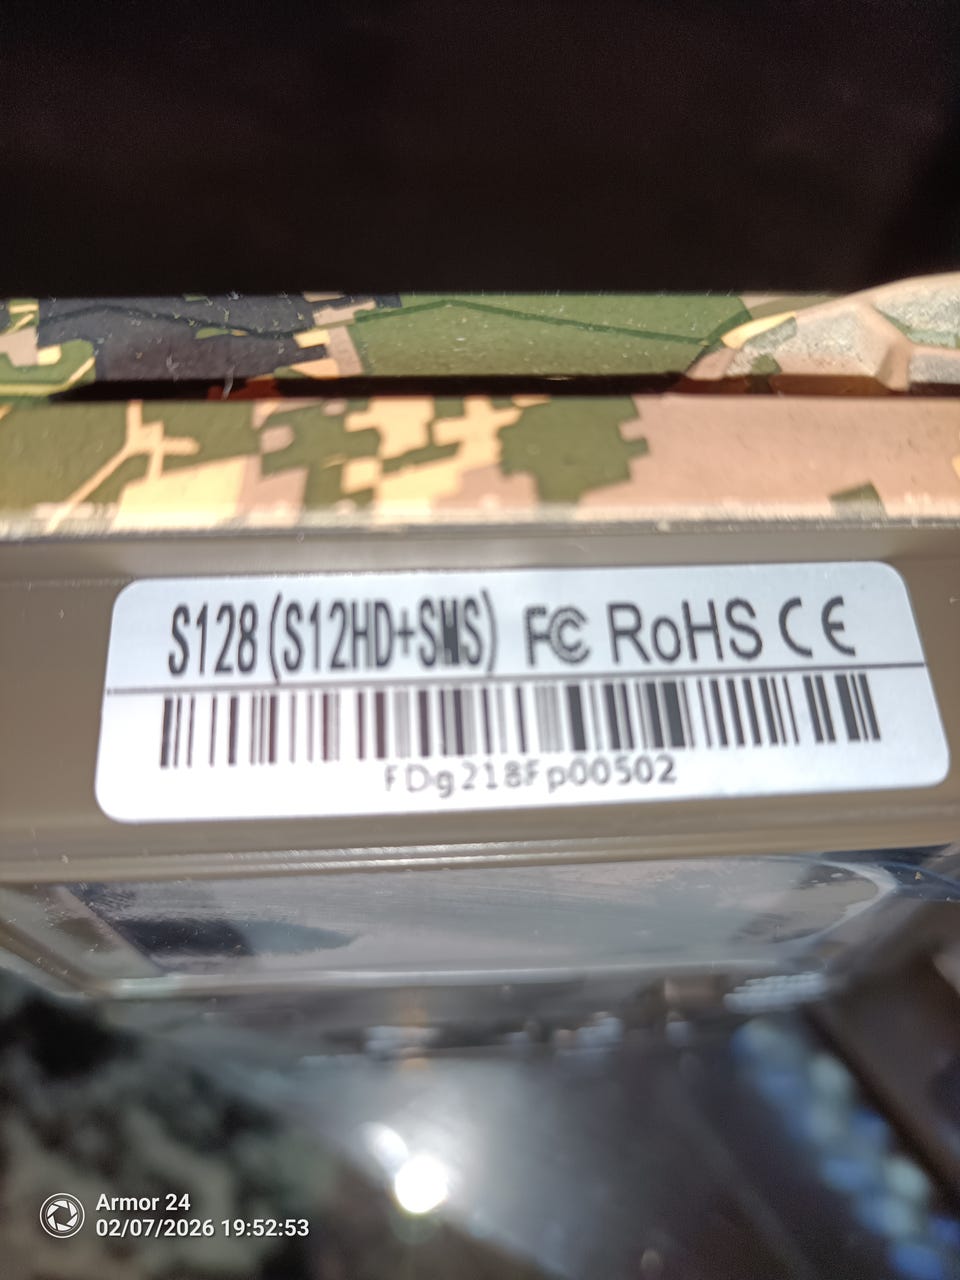 S128 (S12HD+SMS) FC RoHS CE
FDg218Fp00502
Armor 24
02/07/2026 19:52:53